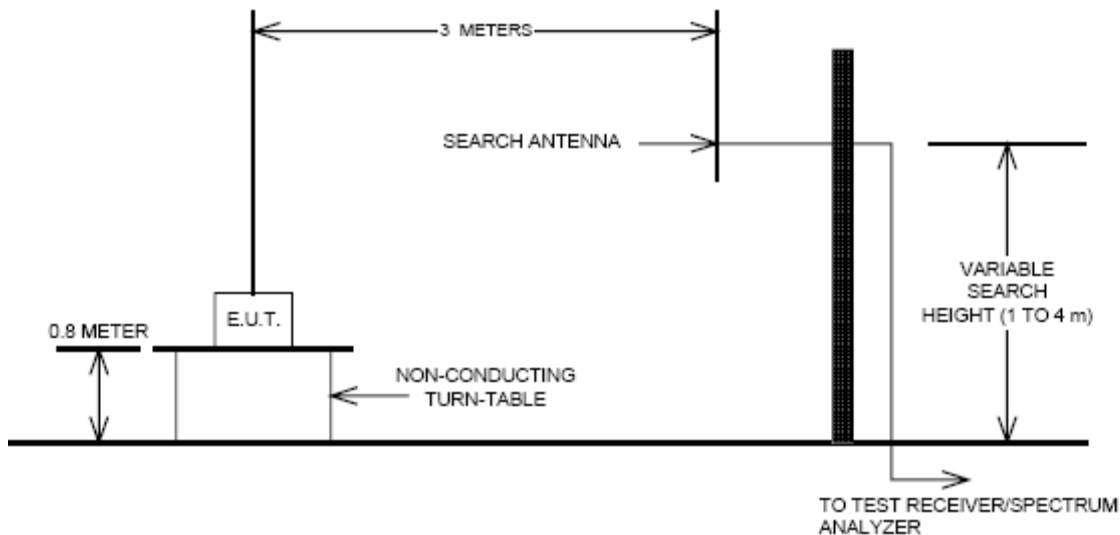 3 METERS
SEARCH ANTENNA
VARIABLE
SEARCH
HEIGHT (1 TO 4 m)
E.U.T.
0.8 METER
NON-CONDUCTING
TURN-TABLE
TO TEST RECEIVER/SPECTRUM
ANALYZER